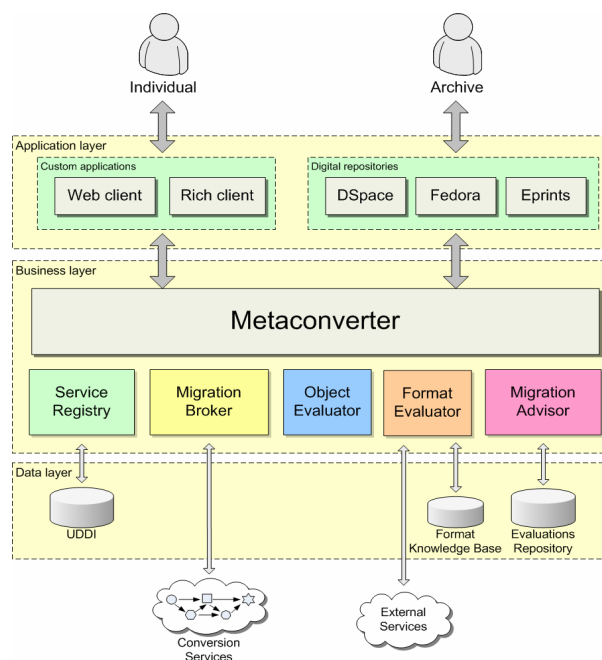 Individual
Archive
Application layer
Custom applications
Digital repositories
Web client
Rich client
DSpace
Fedora
Eprints
Business layer
Metaconverter
Service
Registry
Migration
Broker
Object
Evaluator
Format
Evaluator
Migration
Advisor
Data layer
UDDI
Format
Knowledge Base
Evaluations
Repository
Conversion
Services
External
Services